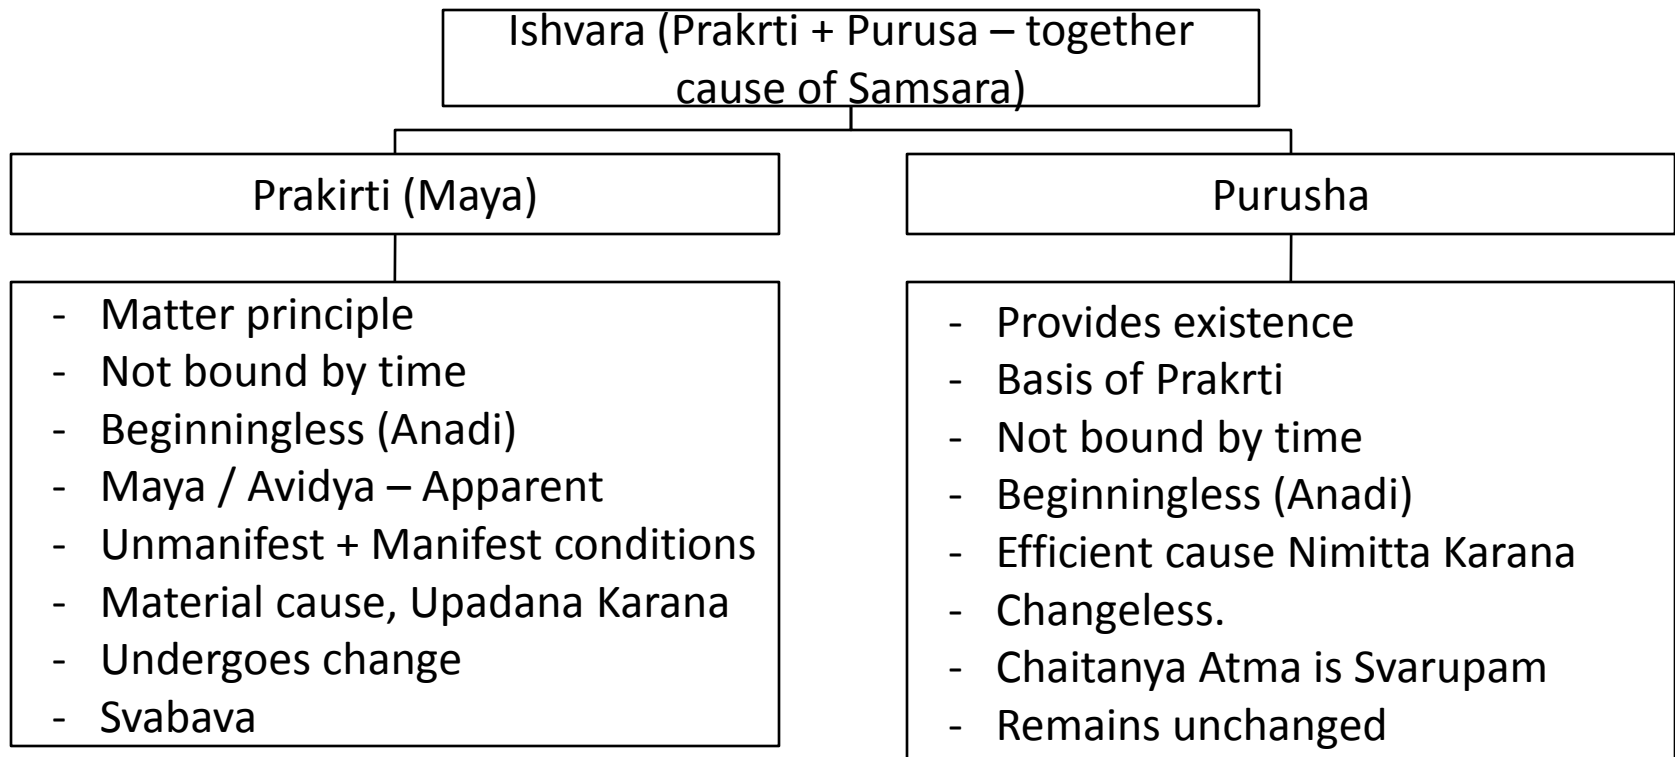 Ishvara (Prakrti + Purusa – together
cause of Samsara)
Prakirti (Maya)
- Matter principle
- Not bound by time
- Beginningless (Anadi)
- Maya / Avidya – Apparent
- Unmanifest + Manifest conditions
- Material cause, Upadana Karana
- Undergoes change
- Svabava
Purusha
- Provides existence
- Basis of Prakrti
- Not bound by time
- Beginningless (Anadi)
- Efficient cause Nimitta Karana
- Changeless.
- Chaitanya Atma is Svarupam
- Remains unchanged